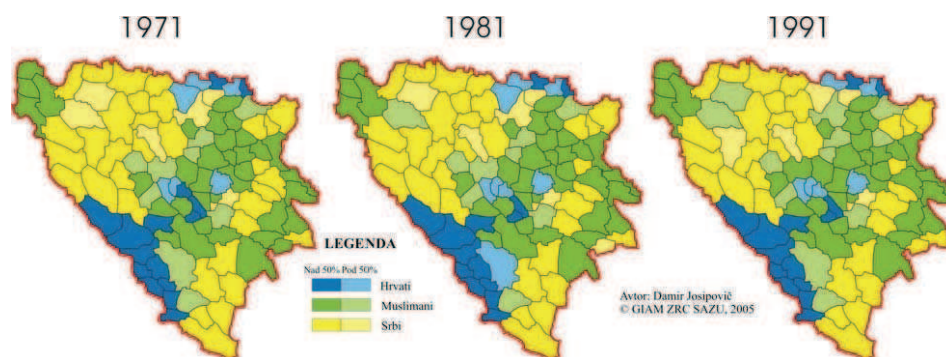 1971 1981 1991
LEGENDA
Nad 50% Pod 50%
Hrvati
Muslimani
Srbi
Avtor: Damir Josipovič
© GIAM ZRC SAZU, 2005